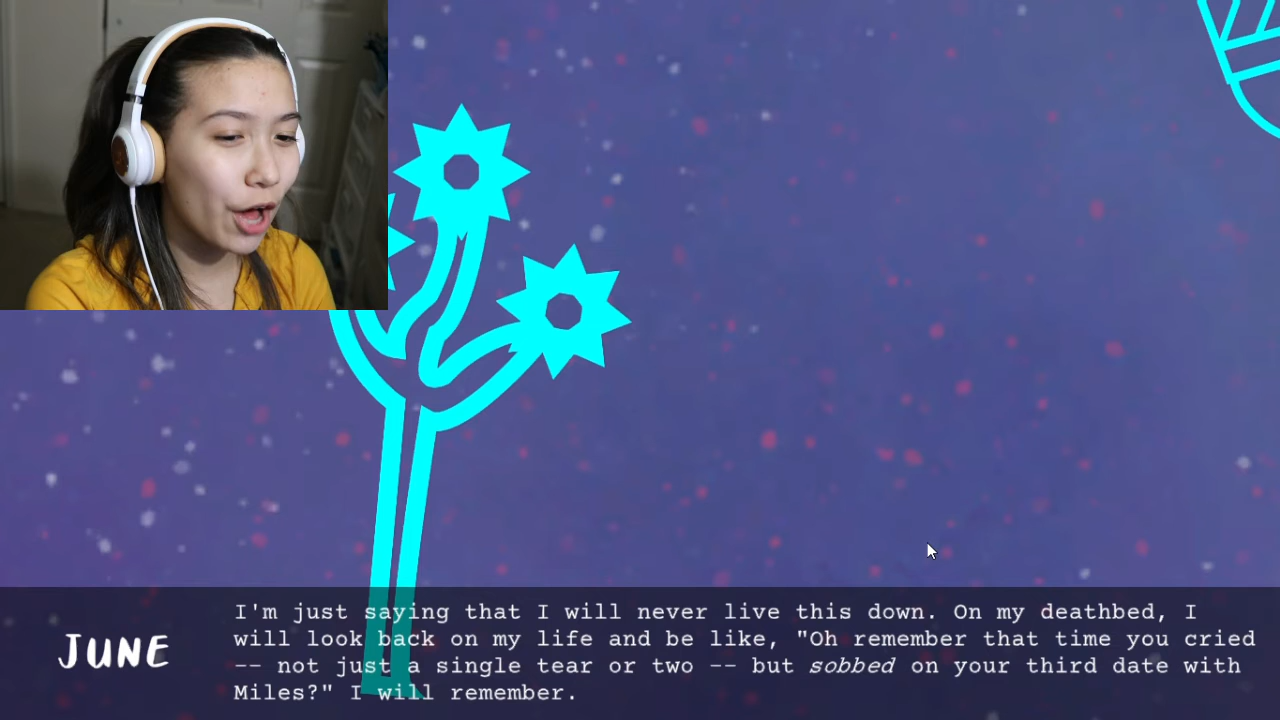 JUNE
I'm just saying that I will never live this down. On my deathbed, I
will look back on my life and be like, "Oh remember that time you cried
-- not just a single tear or two -- but sobbed on your third date with
Miles?" I will remember.